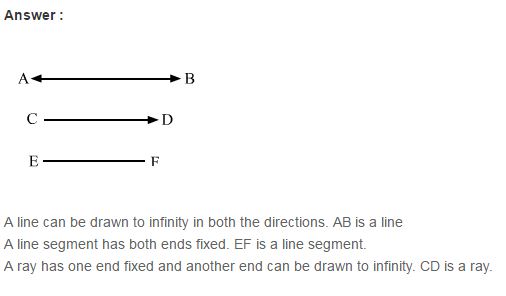 Answer :
A B
C D
E F
A line can be drawn to infinity in both the directions. AB is a line
A line segment has both ends fixed. EF is a line segment.
A ray has one end fixed and another end can be drawn to infinity. CD is a ray.